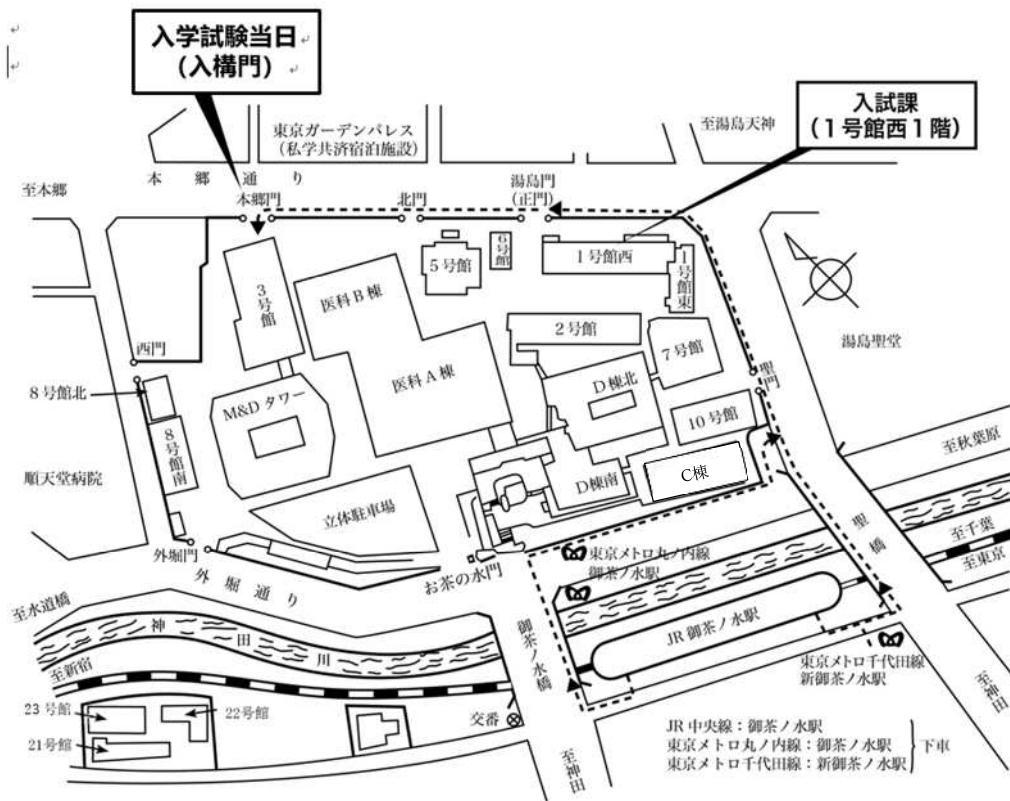 入学試験当日
(入構門)
入試課
(1号館西1階)
東京ガーデンパレス
(私学共済宿泊施設)
至湯島天神
本郷通り
至本郷
本郷門
北門
湯島門
(正門)
5号館
6号館
1号館西
1号館東
3号館
医科B棟
2号館
7号館
湯島聖堂
西門
医科A棟
D棟北
聖門
8号館北
M&Dタワー
10号館
8号館南
至秋葉原
順天堂病院
C棟
D棟南
立体駐車場
聖橋
至千葉
外堀門
東京メトロ丸ノ内線
御茶ノ水駅
至東京
お茶の水門
外堀通り
至水道橋
神田川
御茶ノ水橋
JR御茶ノ水駅
至新宿
東京メトロ千代田線
新御茶ノ水駅
至神田
23号館
22号館
交番
21号館
至神田
JR中央線:御茶ノ水駅
東京メトロ丸ノ内線:御茶ノ水駅
東京メトロ千代田線:新御茶ノ水駅
下車